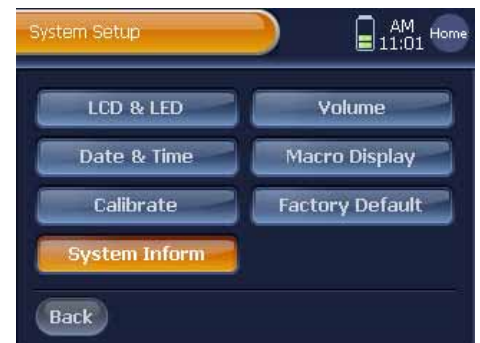 System Setup
AM
11:01
Home
LCD & LED
Volume
Date & Time
Macro Display
Calibrate
Factory Default
System Inform
Back